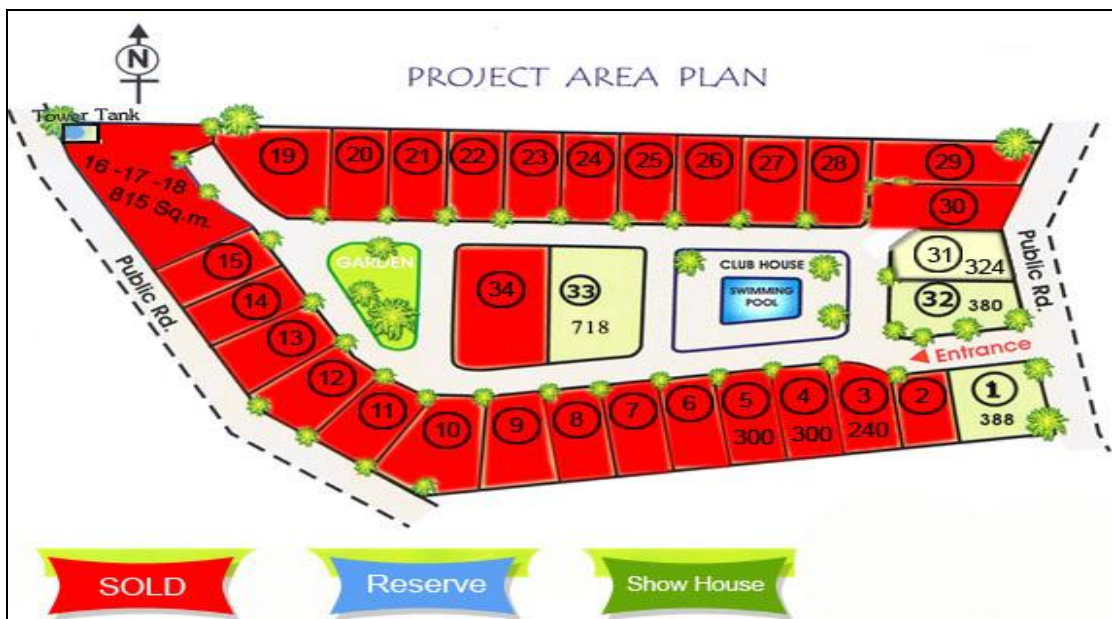 N
PROJECT AREA PLAN
Tower Tank
16 -17 -18
815 Sq.m.
19
20
21
22
23
24
25
26
27
28
29
30
31
324
32
380
Public Rd.
Public Rd.
15
14
13
12
11
10
9
8
7
6
5
300
4
300
3
240
2
1
388
GARDEN
34
33
718
CLUB HOUSE
SWIMMING
POOL
Entrance
SOLD
Reserve
Show House